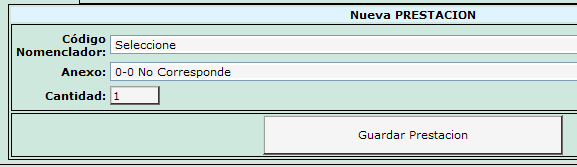 Nueva PRESTACION
Código
Nomenclador: Seleccione
Anexo: 0-0 No Corresponde
Cantidad: 1
Guardar Prestacion